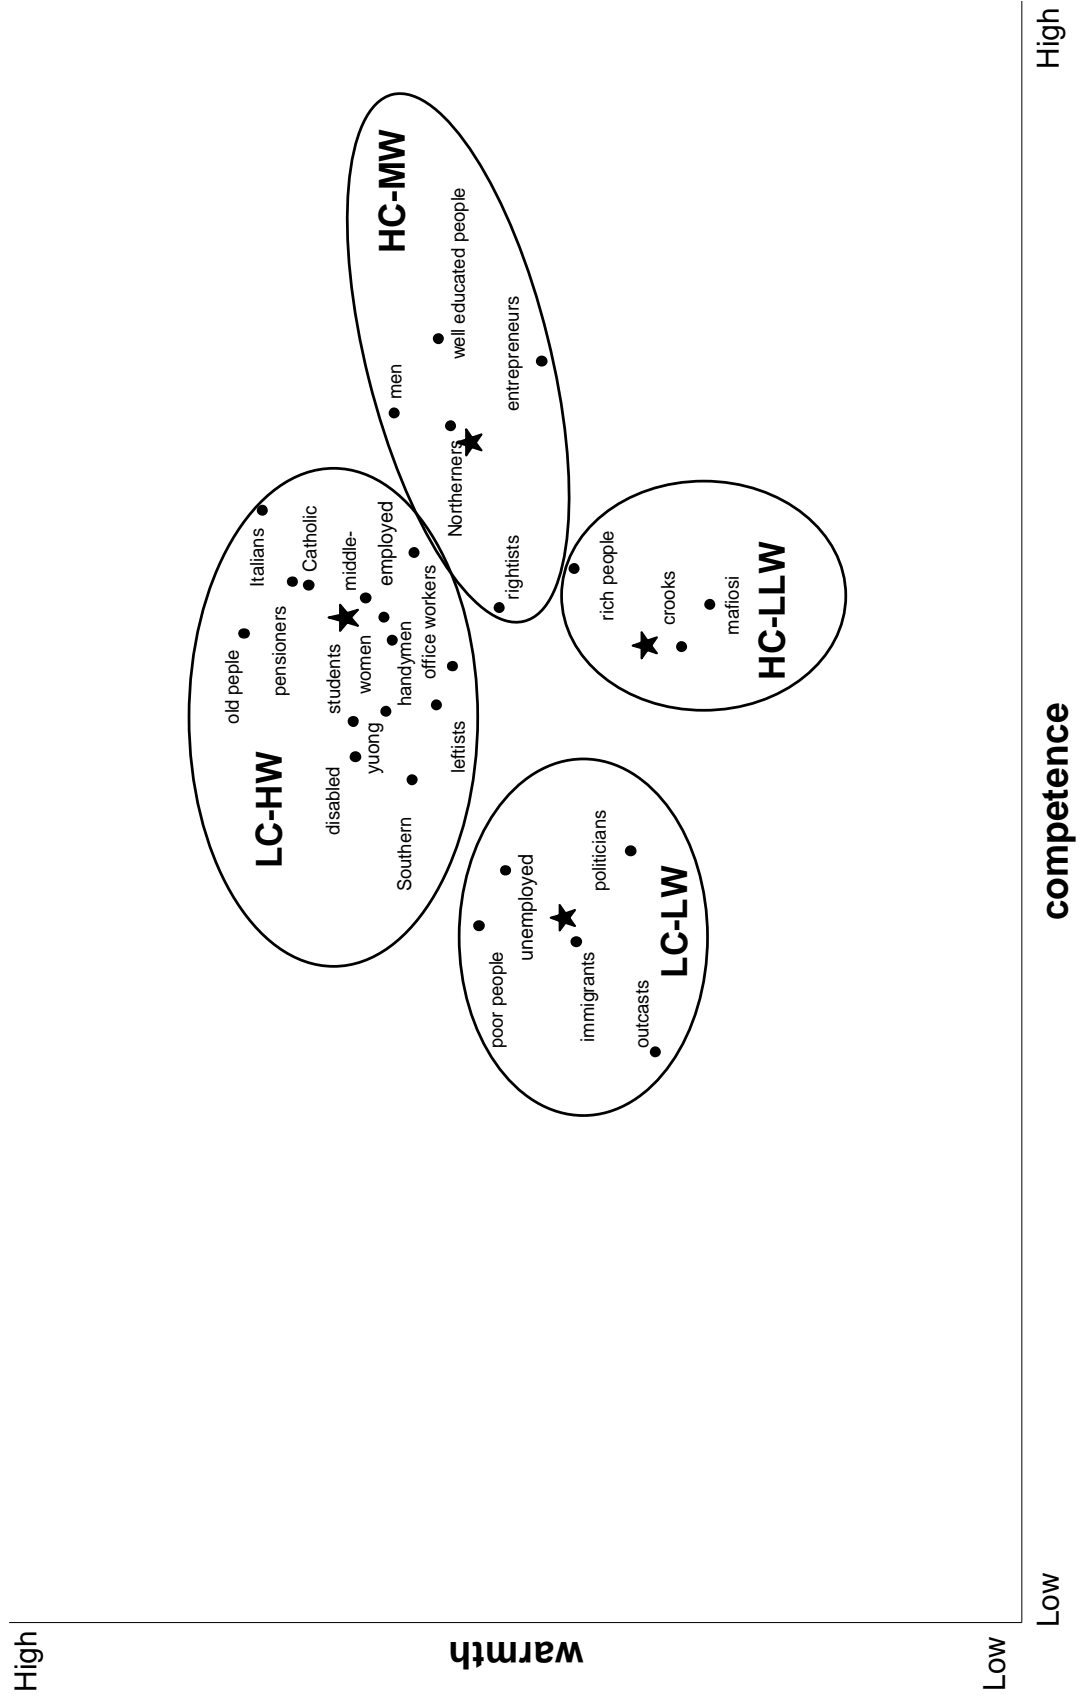 High
warmth
Low
Low
competence
High
LC-HW
old peple
pensioners
Italians
Catholic
middle-
employed
students
women
handymen
office workers
disabled
yuong
Southern
leftists
HC-MW
men
well educated people
Northerners
entrepreneurs
rightists
LC-LW
poor people
unemployed
immigrants
politicians
outcasts
HC-LLW
rich people
crooks
mafiosi